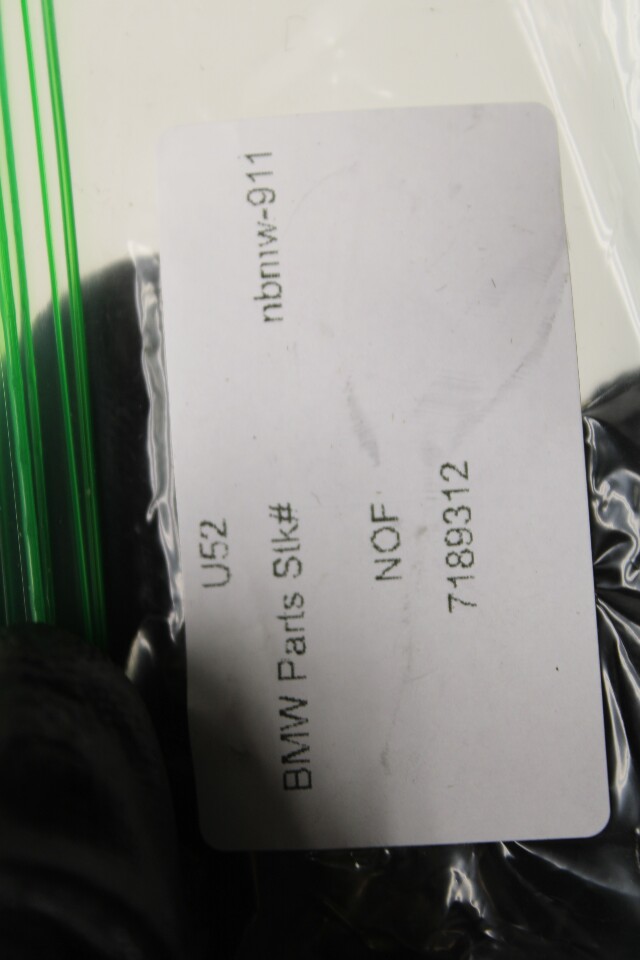 U52
BMW Parts Stk# nbmw-911
NOF
7189312